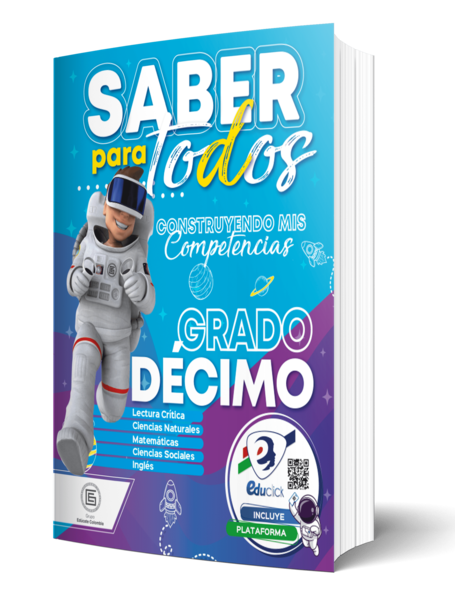 SABER
para Todos
CONSTRUYENDO MIS
Competencias
GRADO
DÉCIMO
Lectura Crítica
Ciencias Naturales
Matemáticas
Ciencias Sociales
Inglés
educlick
INCLUYE
PLATAFORMA